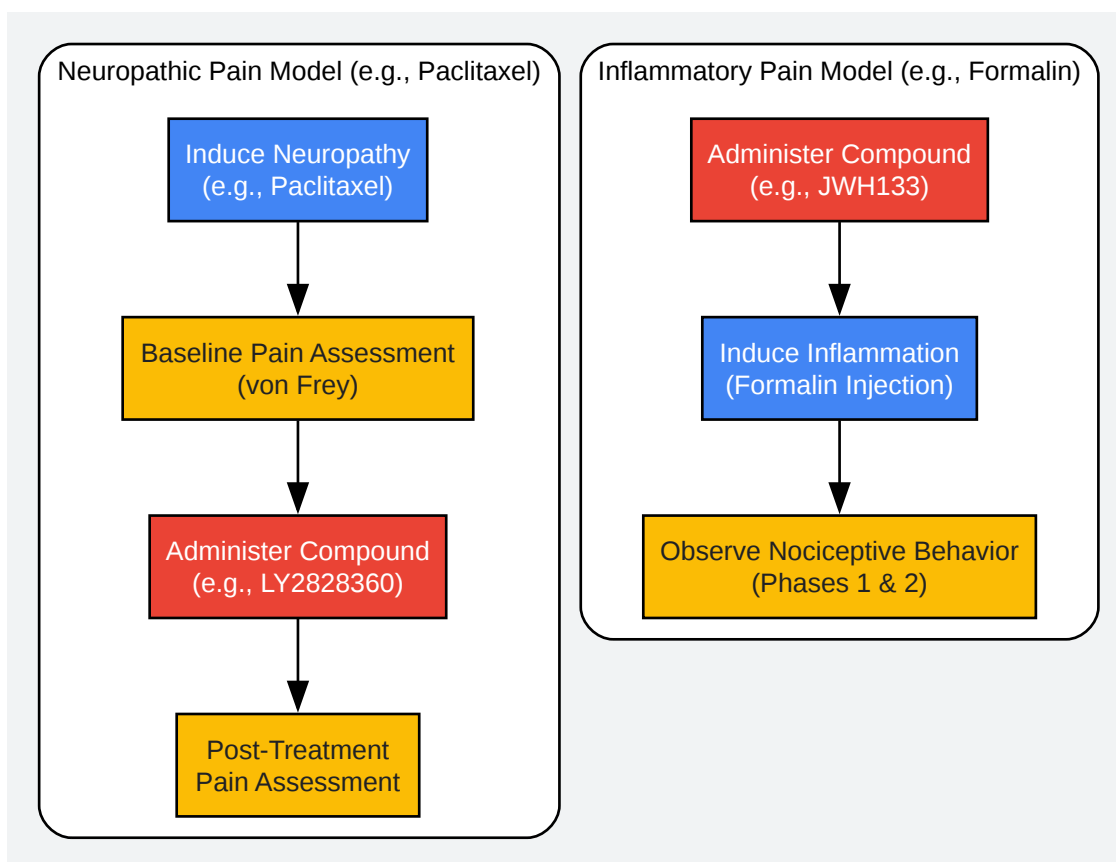 Neuropathic Pain Model (e.g., Paclitaxel)
Induce Neuropathy
(e.g., Paclitaxel)
Baseline Pain Assessment
(von Frey)
Administer Compound
(e.g., LY2828360)
Post-Treatment
Pain Assessment
Inflammatory Pain Model (e.g., Formalin)
Administer Compound
(e.g., JWH133)
Induce Inflammation
(Formalin Injection)
Observe Nociceptive Behavior
(Phases 1 & 2)